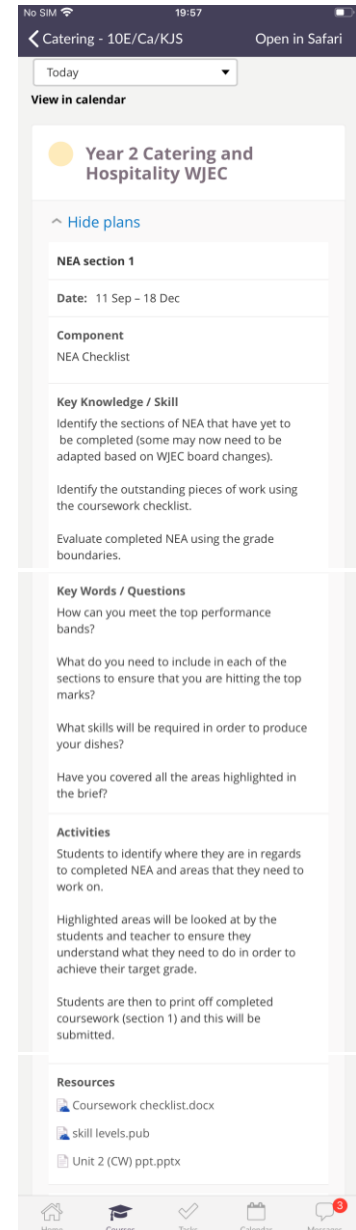 No SIM 19:57
Catering - 10E/Ca/KJS Open in Safari
Today
View in calendar
Year 2 Catering and
Hospitality WJEC
Hide plans
NEA section 1
Date: 11 Sep – 18 Dec
Component
NEA Checklist
Key Knowledge / Skill
Identify the sections of NEA that have yet to
be completed (some may now need to be
adapted based on WJEC board changes).
Identify the outstanding pieces of work using
the coursework checklist.
Evaluate completed NEA using the grade
boundaries.
Key Words / Questions
How can you meet the top performance
bands?
What do you need to include in each of the
sections to ensure that you are hitting the top
marks?
What skills will be required in order to produce
your dishes?
Have you covered all the areas highlighted in
the brief?
Activities
Students to identify where they are in regards
to completed NEA and areas that they need to
work on.
Highlighted areas will be looked at by the
students and teacher to ensure they
understand what they need to do in order to
achieve their target grade.
Students are then to print off completed
coursework (section 1) and this will be
submitted.
Resources
Coursework checklist.docx
skill levels.pub
Unit 2 (CW) ppt.pptx
3
Home Courses Tasks Calendar Messages